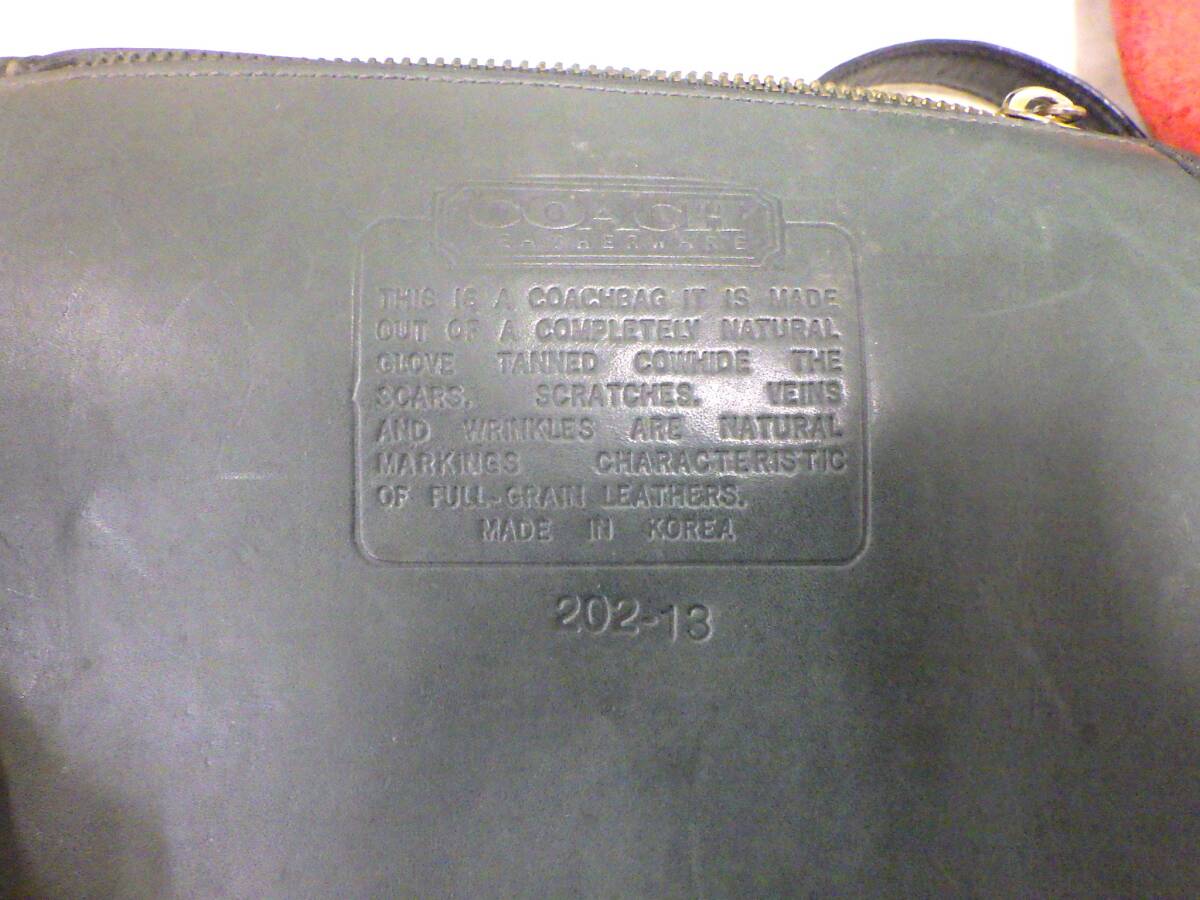 COACH
LEATHERWARE
THIS IS A COACHBAG IT IS MADE
OUT OF A COMPLETELY NATURAL
GLOVE TANNED COWHIDE THE
SCARS, SCRATCHES, VEINS
AND WRINKLES ARE NATURAL
MARKINGS CHARACTERISTIC
OF FULL-GRAIN LEATHERS.
MADE IN KOREA
202-13